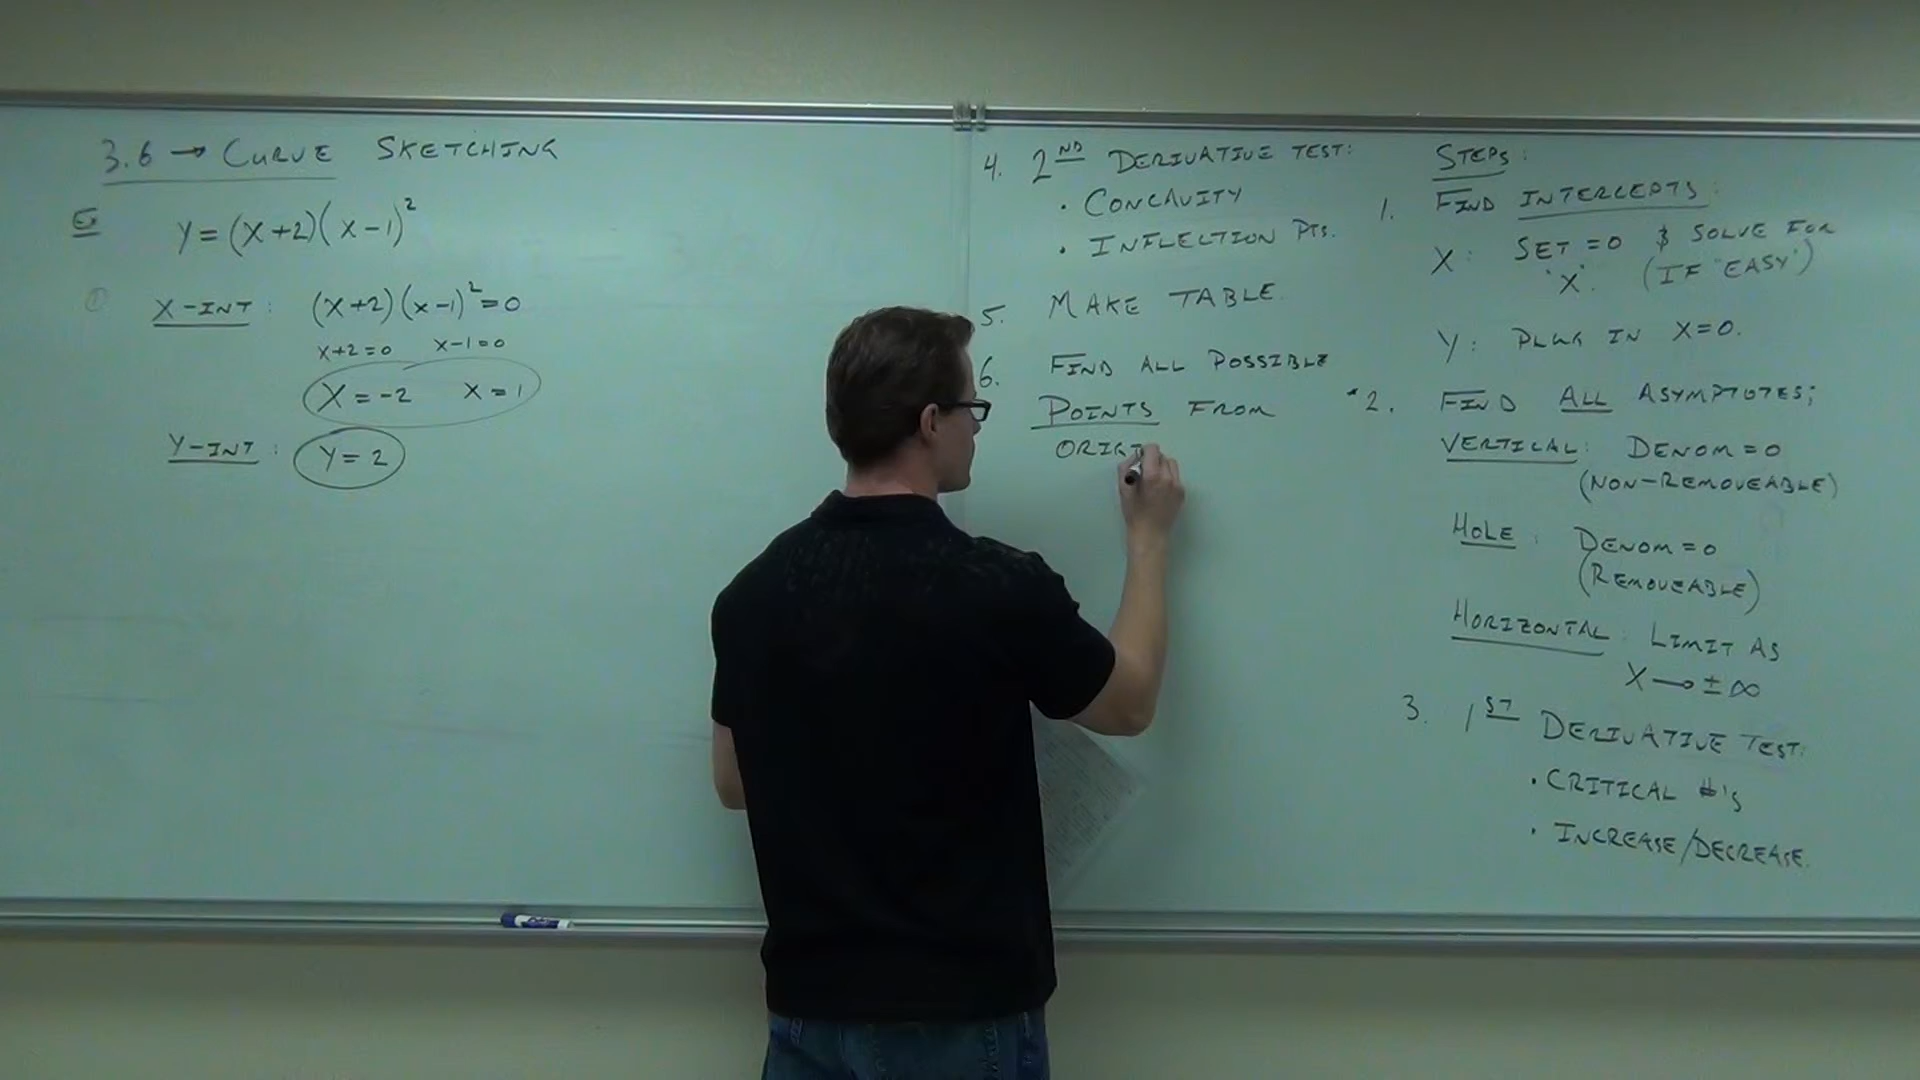 3.6 → CURVE SKETCHING
Ex Y = (X+2)(X-1)²
① X-INT: (X+2)(X-1)² = 0
X+2=0 X-1=0
X = -2 X = 1
Y-INT: Y = 2
4. 2ND DERIVATIVE TEST:
• CONCAVITY
• INFLECTION PTS.
5. MAKE TABLE
6. FIND ALL POSSIBLE
POINTS FROM
ORIGI
STEPS:
1. FIND INTERCEPTS:
X: SET = 0 & SOLVE FOR
"X". (IF "EASY")
Y: PLUG IN X=0.
*2. FIND ALL ASYMPTOTES;
VERTICAL: DENOM = 0
(NON-REMOVEABLE)
HOLE: DENOM = 0
(REMOVEABLE)
HORIZONTAL: LIMIT AS
X → ± ∞
3. 1ST DERIVATIVE TEST:
• CRITICAL #'S
• INCREASE/DECREASE.